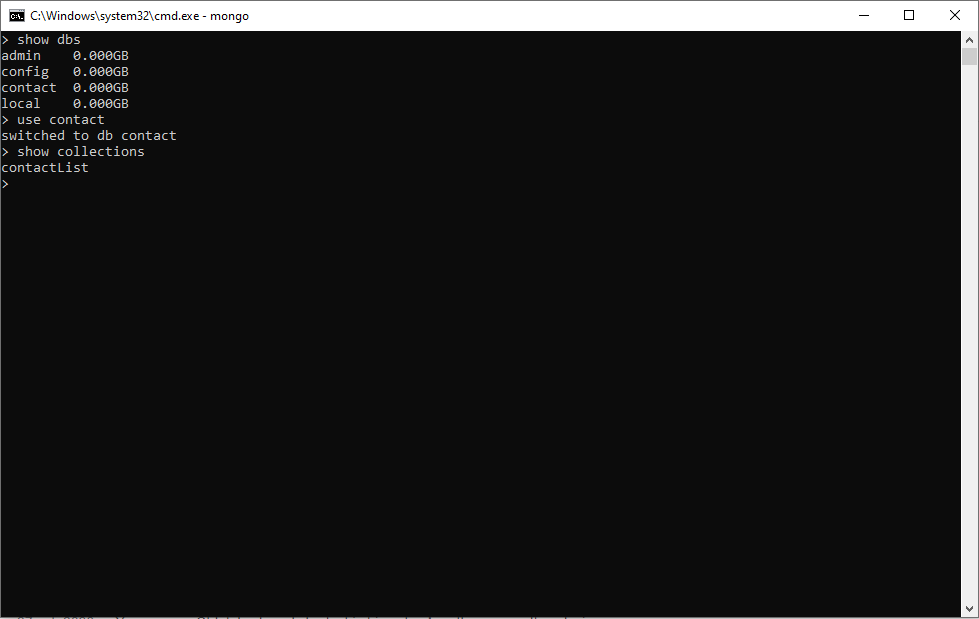 C:\Windows\system32\cmd.exe - mongo
> show dbs
admin    0.000GB
config   0.000GB
contact  0.000GB
local    0.000GB
> use contact
switched to db contact
> show collections
contactList
>